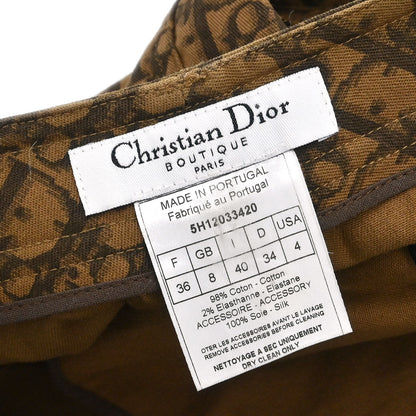 Christian Dior
BOUTIQUE
PARIS
MADE IN PORTUGAL
Fabriqué au Portugal
5H12033420
F GB I D USA
36 8 40 34 4
98% Coton - Cotton
2% Elasthanne - Elastane
ACCESSOIRE - ACCESSORY
100% Soie - Silk
OTER LES ACCESSOIRES AVANT LE LAVAGE
REMOVE ACCESSORIES BEFORE CLEANING
NETTOYAGE A SEC UNIQUEMENT
DRY CLEAN ONLY